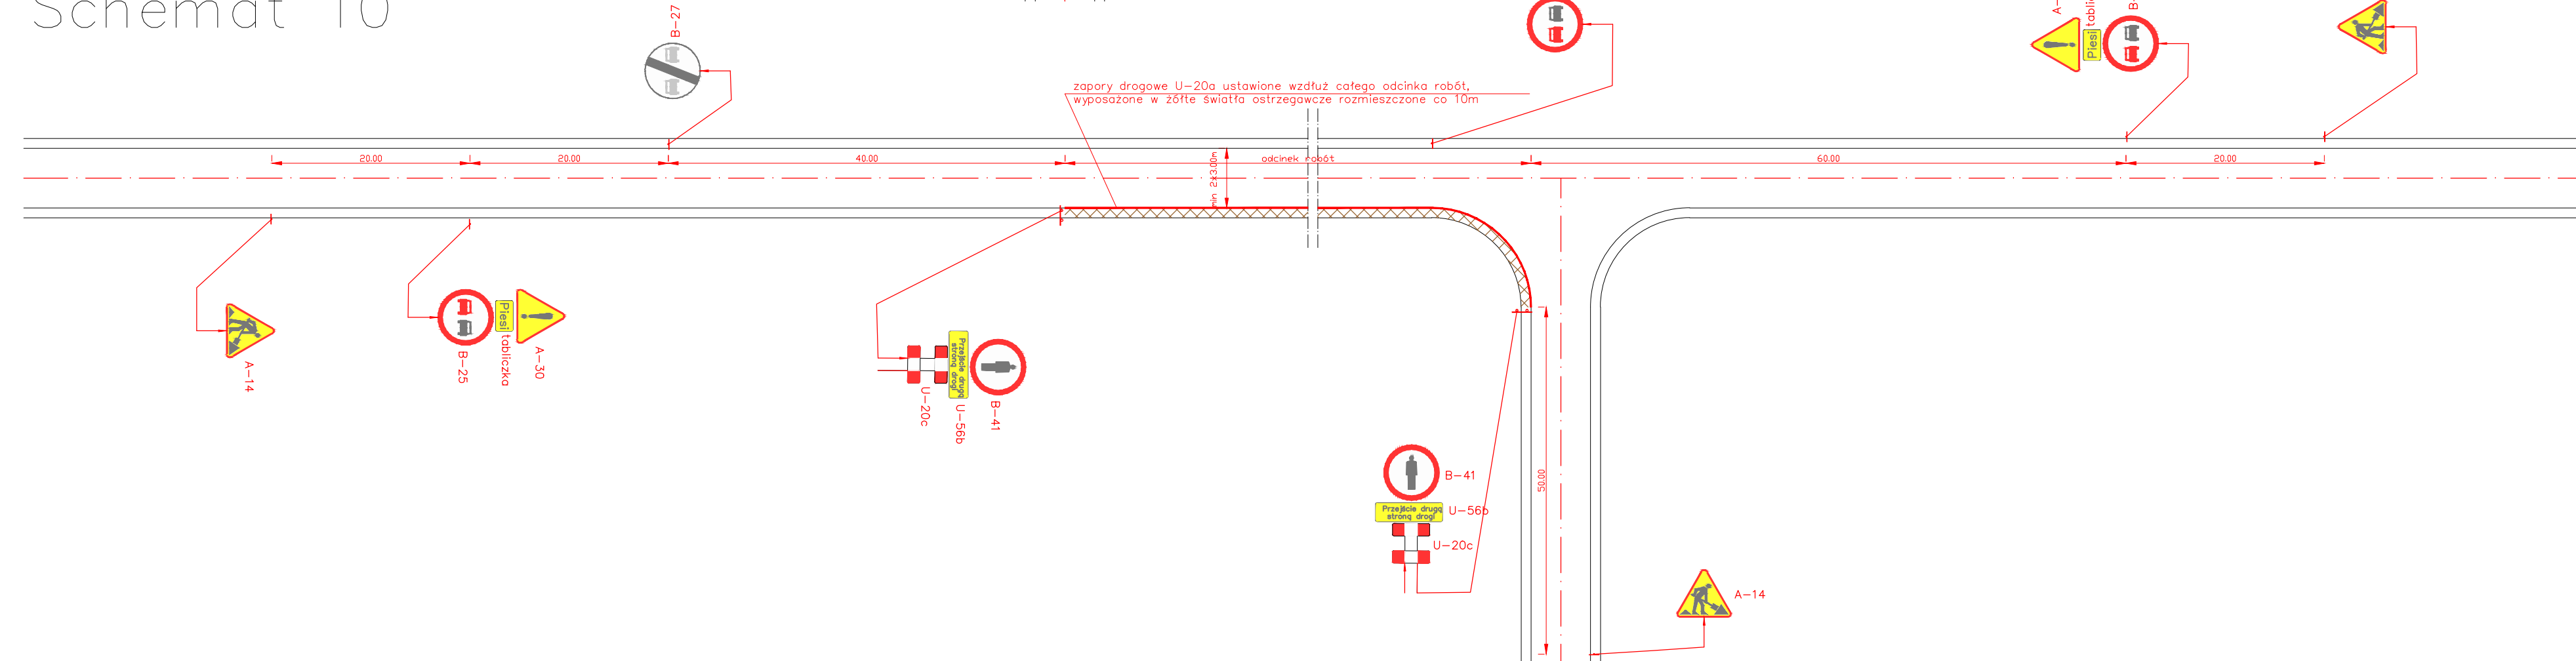 Schemat 10
B-27
zapory drogowe U-20a ustawione wzdłuż całego odcinka robót,
wyposażone w żółte światła ostrzegawcze rozmieszczone co 10m
Piesi
20.00
20.00
40.00
odcinek robót
60.00
20.00
min 2x3.00m
A-14
B-25
Piesi
tabliczka
A-30
Przejście drugą
stroną drogi
U-20c
U-56b
B-41
B-41
Przejście drugą
stroną drogi
U-56b
U-20c
50.00
A-14